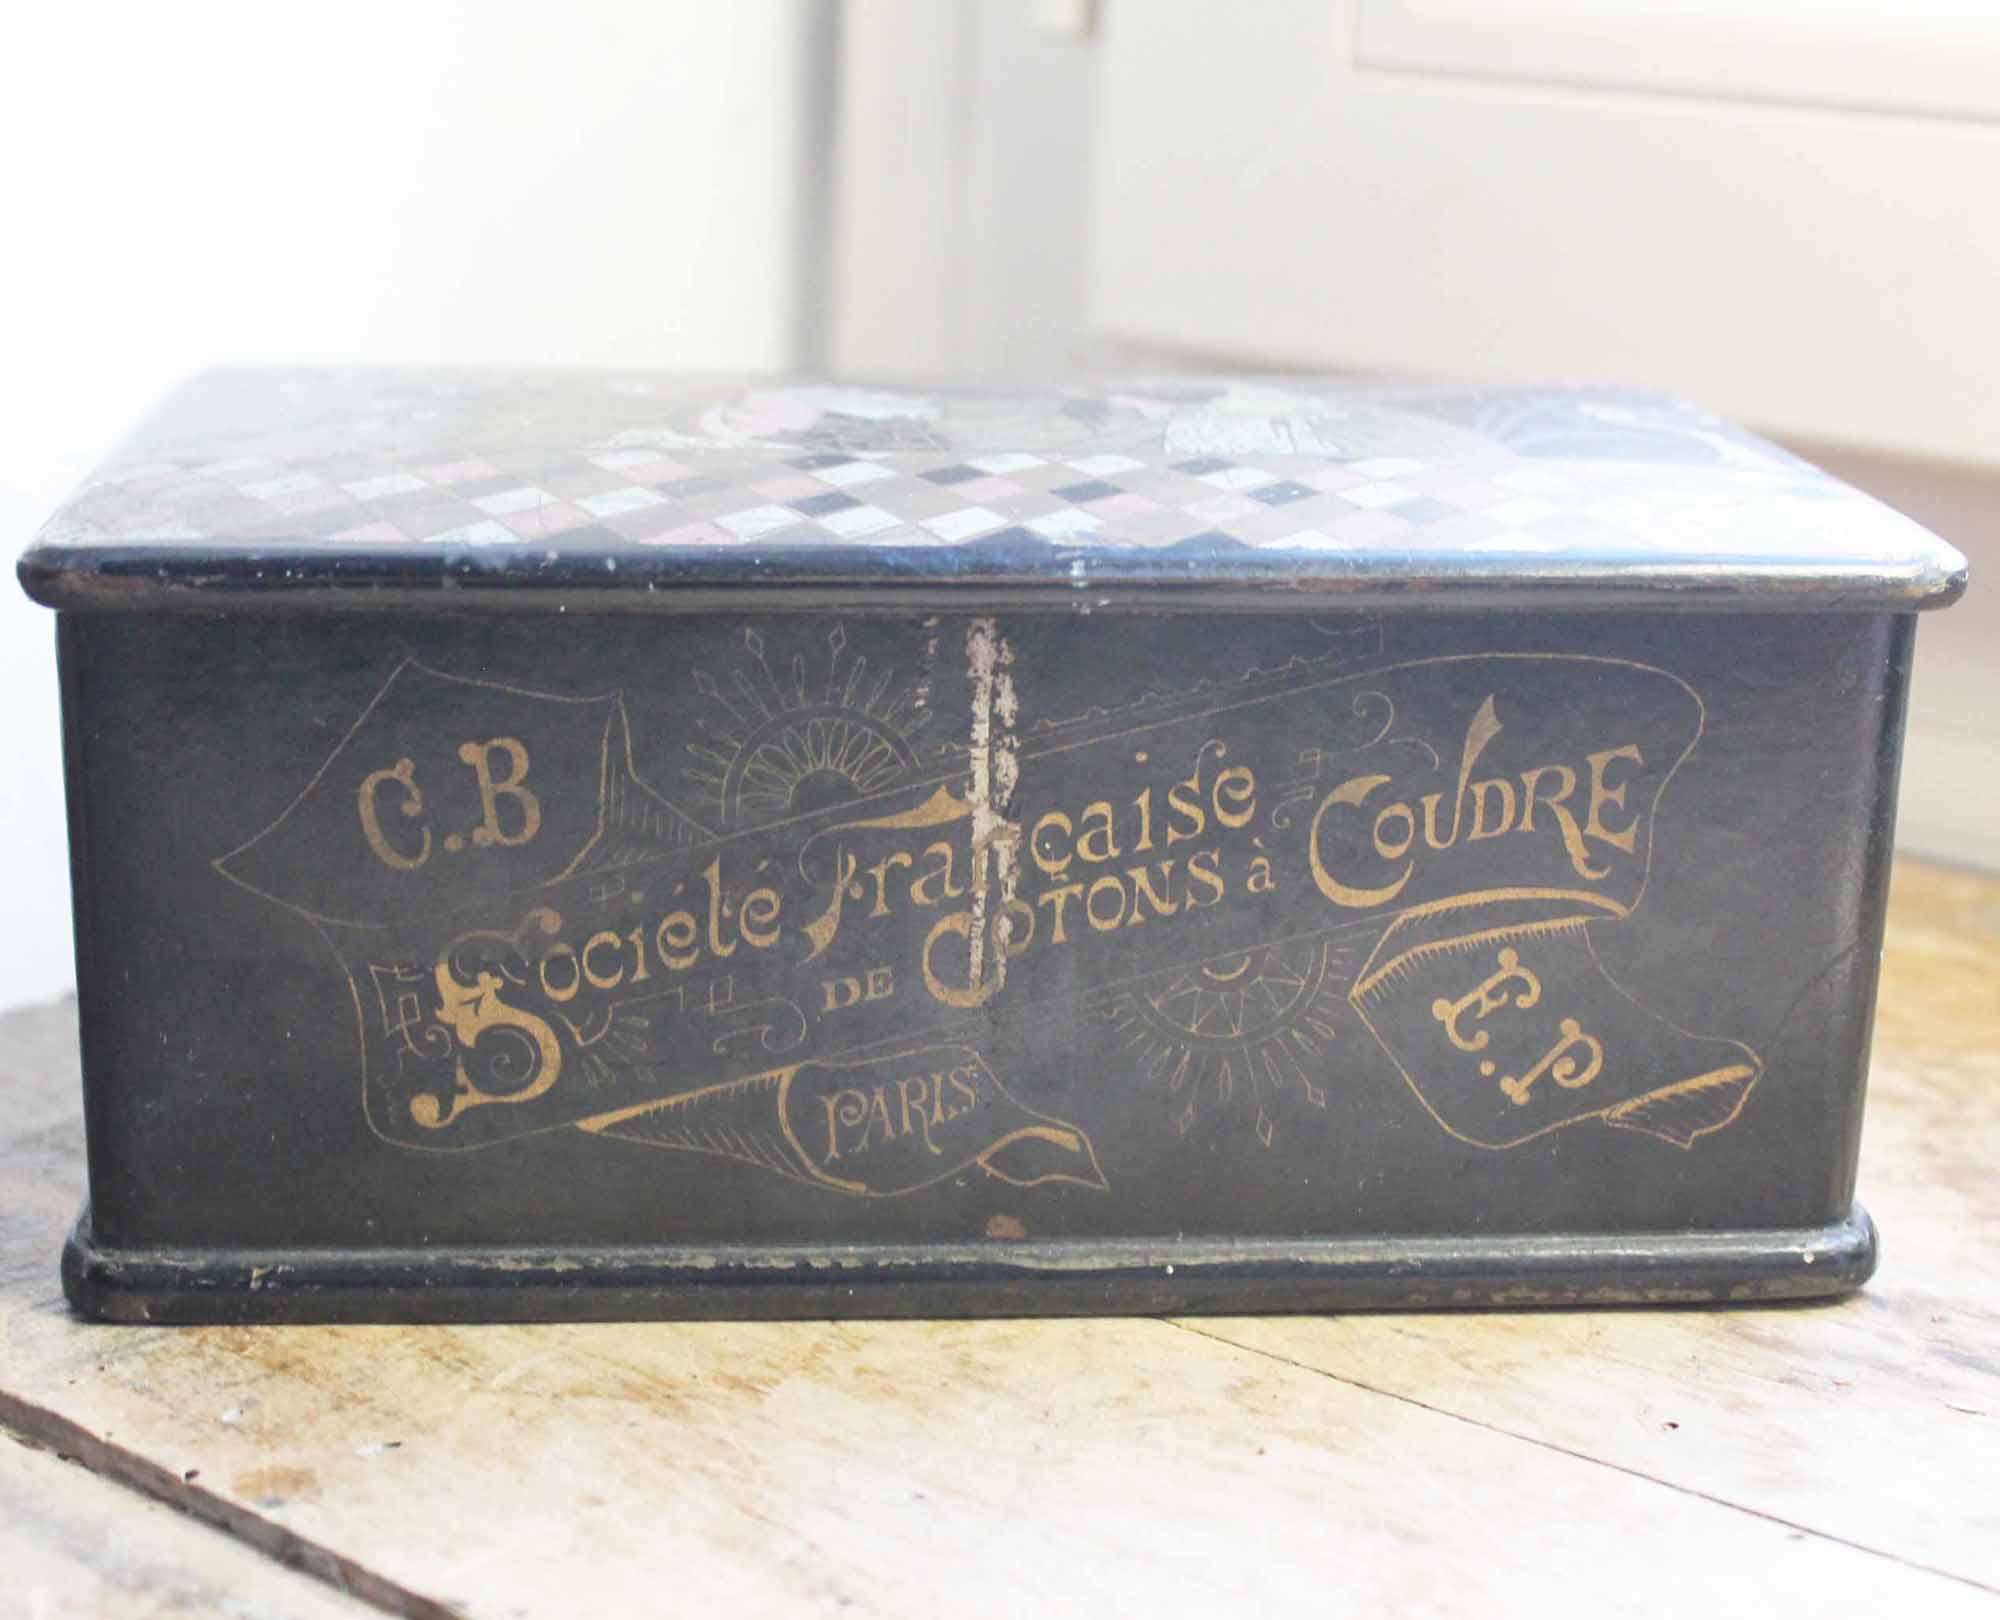 C.B
Société Française
DE COTONS à COUDRE
PARIS
F.J